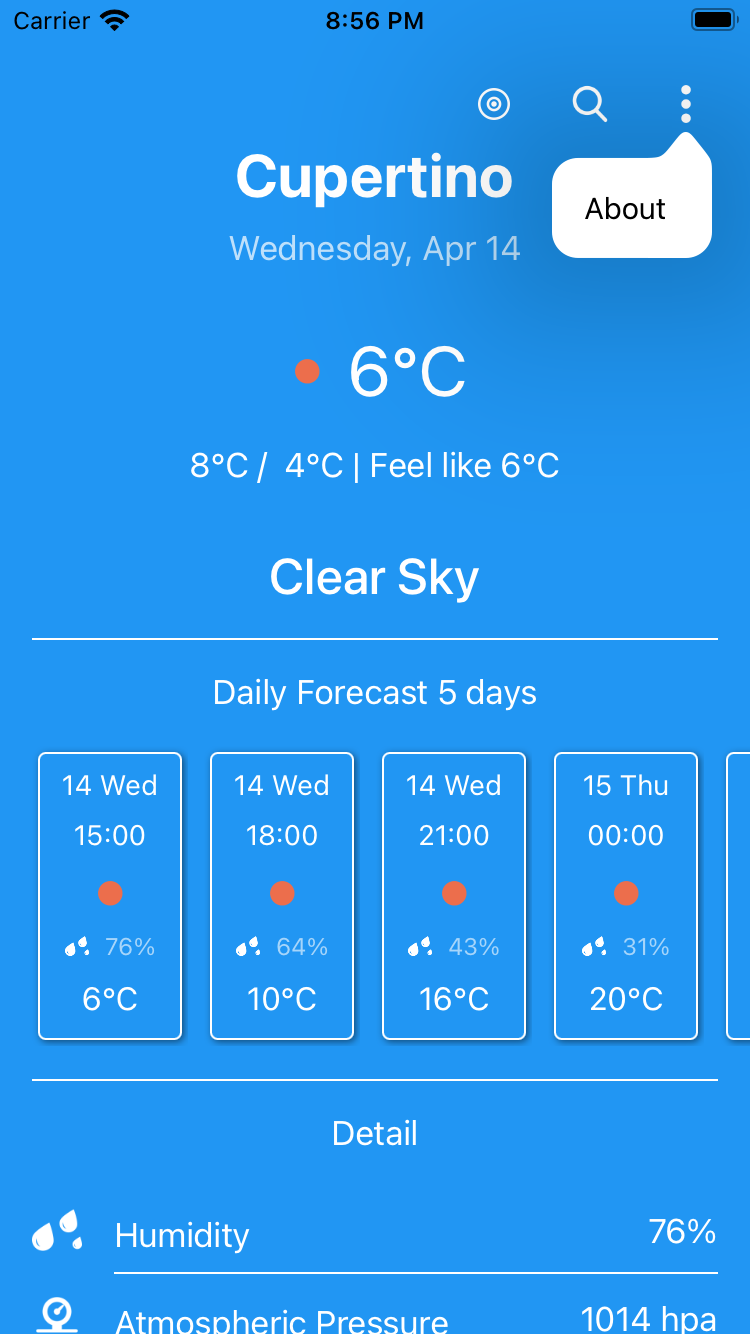 Carrier 8:56 PM
Cupertino
About
Wednesday, Apr 14
6°C
8°C / 4°C | Feel like 6°C
Clear Sky
Daily Forecast 5 days
14 Wed 14 Wed 14 Wed 15 Thu
15:00 18:00 21:00 00:00
76% 64% 43% 31%
6°C 10°C 16°C 20°C
Detail
Humidity 76%
Atmospheric Pressure 1014 hpa